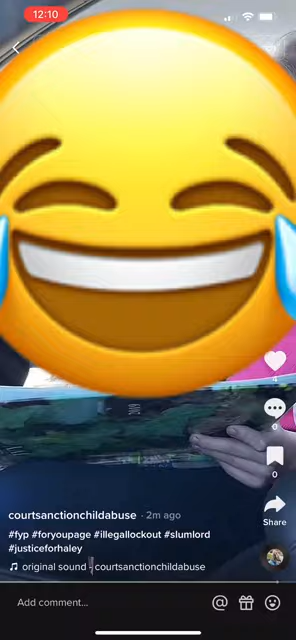 12:10
courtsanctionchildabuse · 2m ago
#fyp #foryoupage #illegallockout #slumlord
#justiceforhaley
original sound - courtsanctionchildabuse
4
0
0
Share
Add comment...